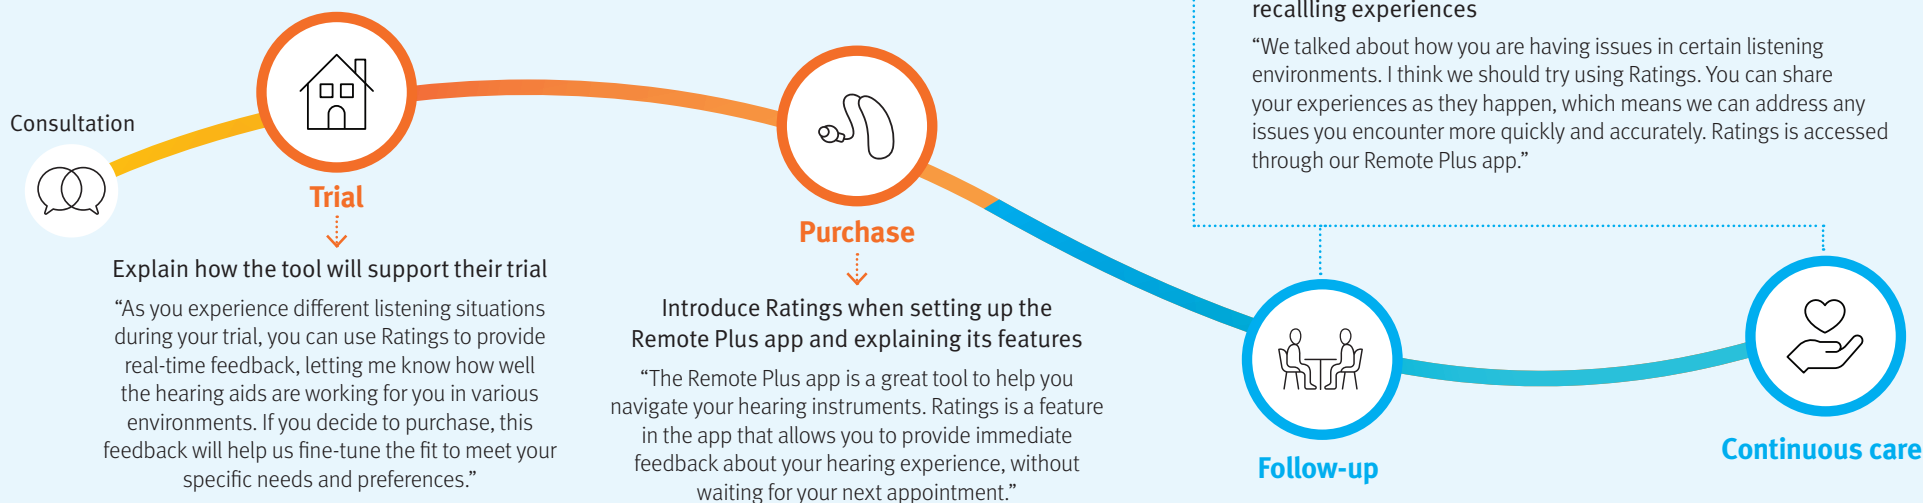 Consultation
Trial
Explain how the tool will support their trial
“As you experience different listening situations
during your trial, you can use Ratings to provide
real-time feedback, letting me know how well
the hearing aids are working for you in various
environments. If you decide to purchase, this
feedback will help us fine-tune the fit to meet your
specific needs and preferences.”
Purchase
Introduce Ratings when setting up the
Remote Plus app and explaining its features
“The Remote Plus app is a great tool to help you
navigate your hearing instruments. Ratings is a feature
in the app that allows you to provide immediate
feedback about your hearing experience, without
waiting for your next appointment.”
recallling experiences
“We talked about how you are having issues in certain listening
environments. I think we should try using Ratings. You can share
your experiences as they happen, which means we can address any
issues you encounter more quickly and accurately. Ratings is accessed
through our Remote Plus app.”
Follow-up
Continuous care